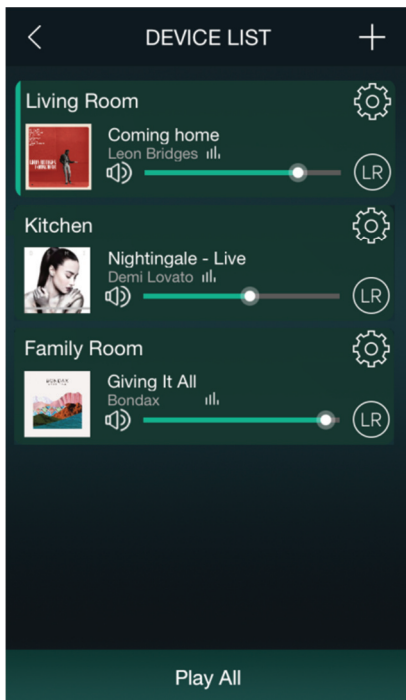 DEVICE LIST
Living Room
Coming home
Leon Bridges
LR
Kitchen
Nightingale - Live
Demi Lovato
LR
Family Room
BONDAX
Giving It All
Bondax
LR
Play All